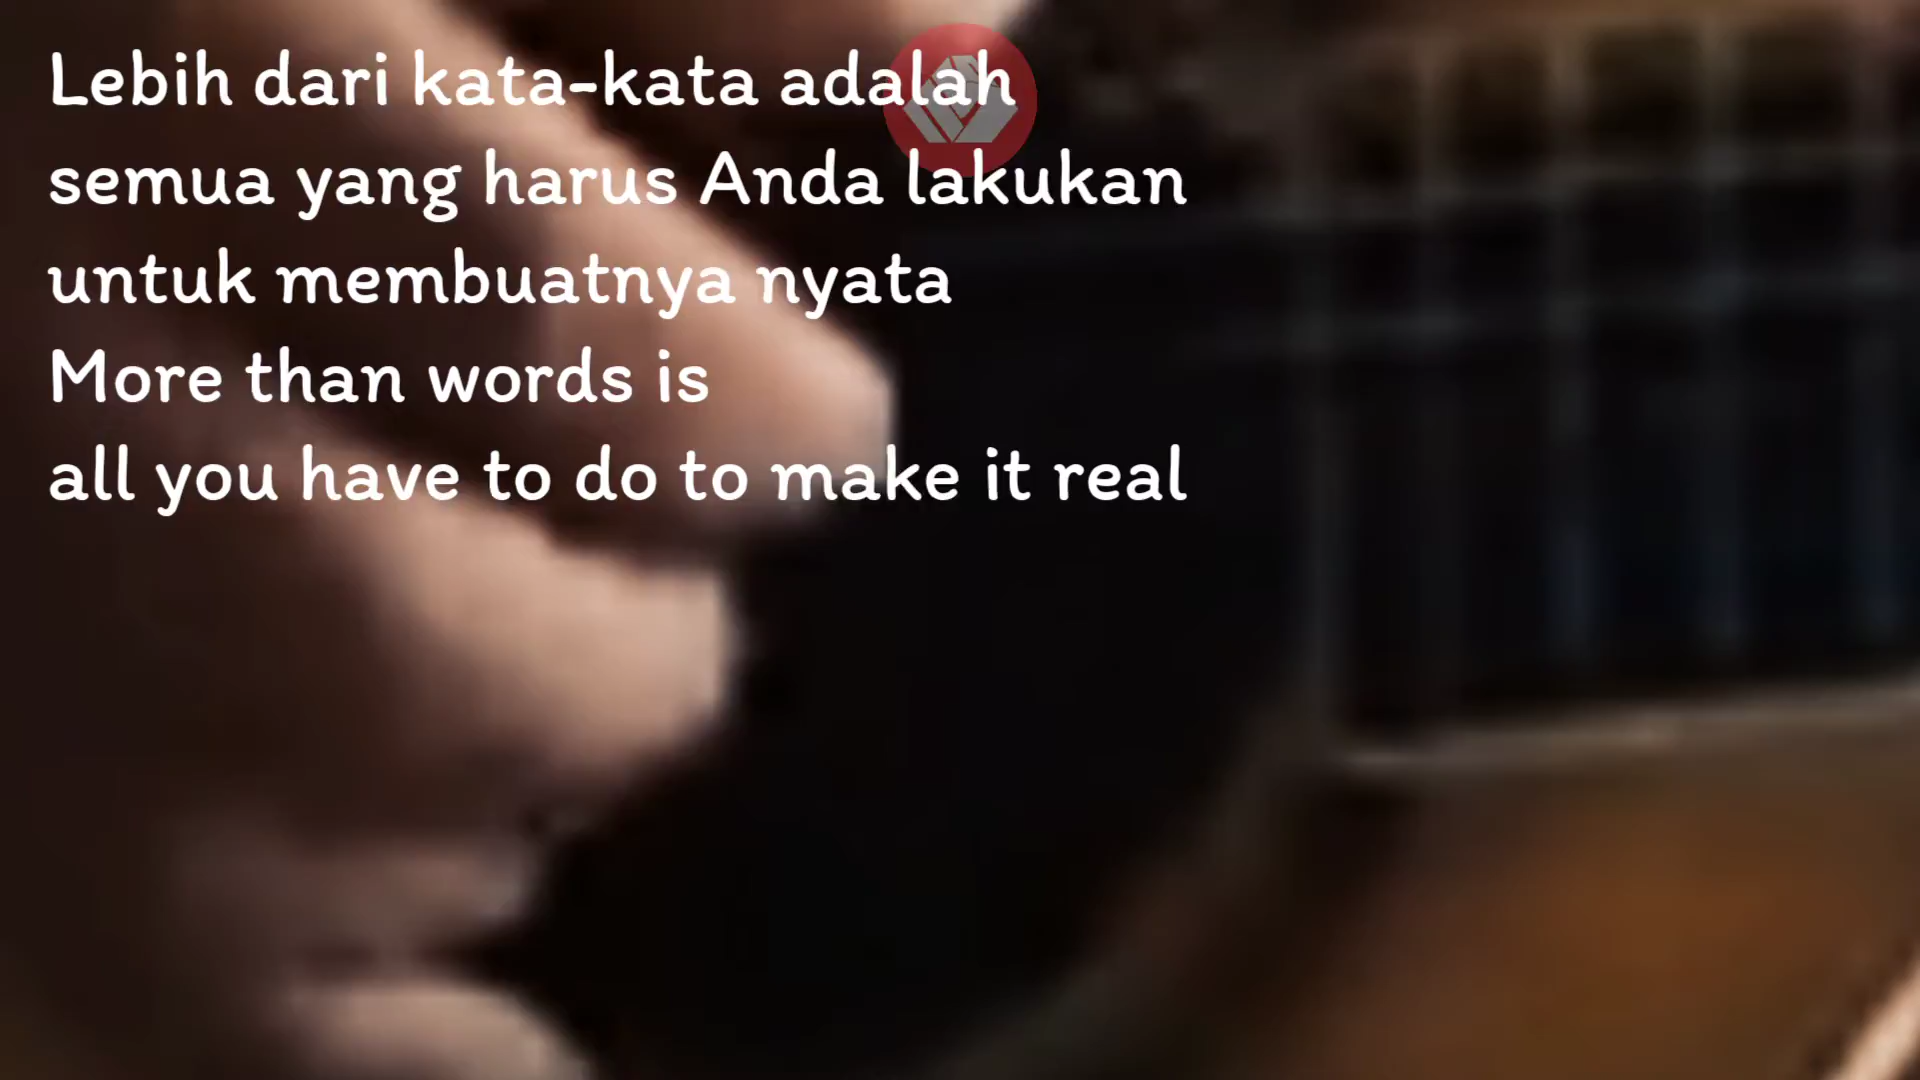 Lebih dari kata-kata adalah
semua yang harus Anda lakukan
untuk membuatnya nyata
More than words is
all you have to do to make it real